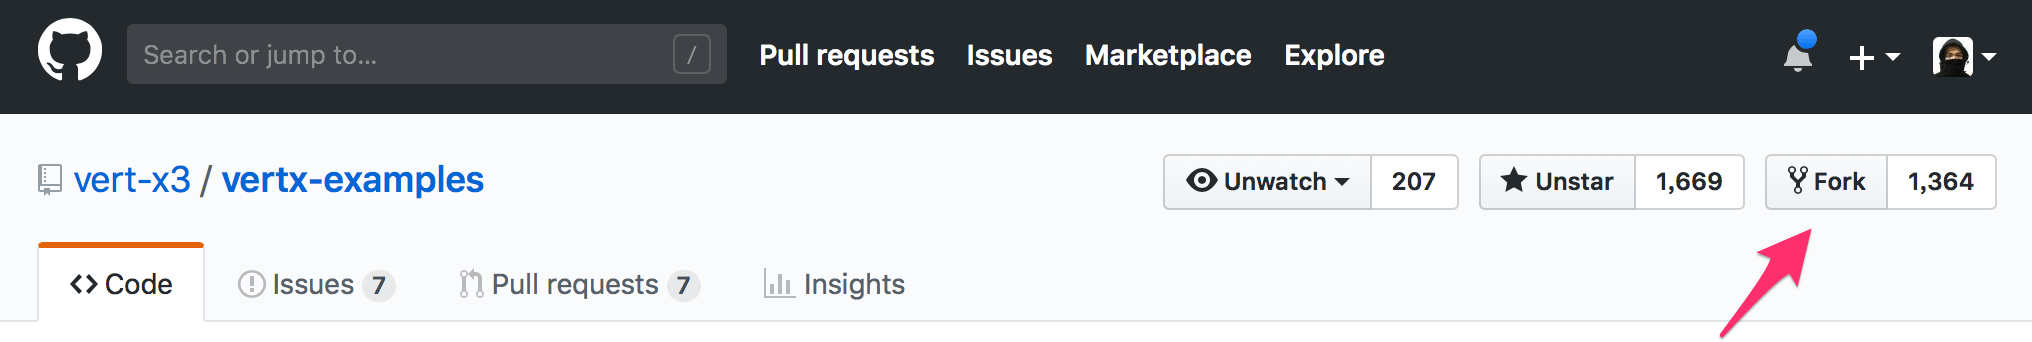 Search or jump to... / Pull requests Issues Marketplace Explore
vert-x3 / vertx-examples Unwatch 207 Unstar 1,669 Fork 1,364
Code Issues 7 Pull requests 7 Insights